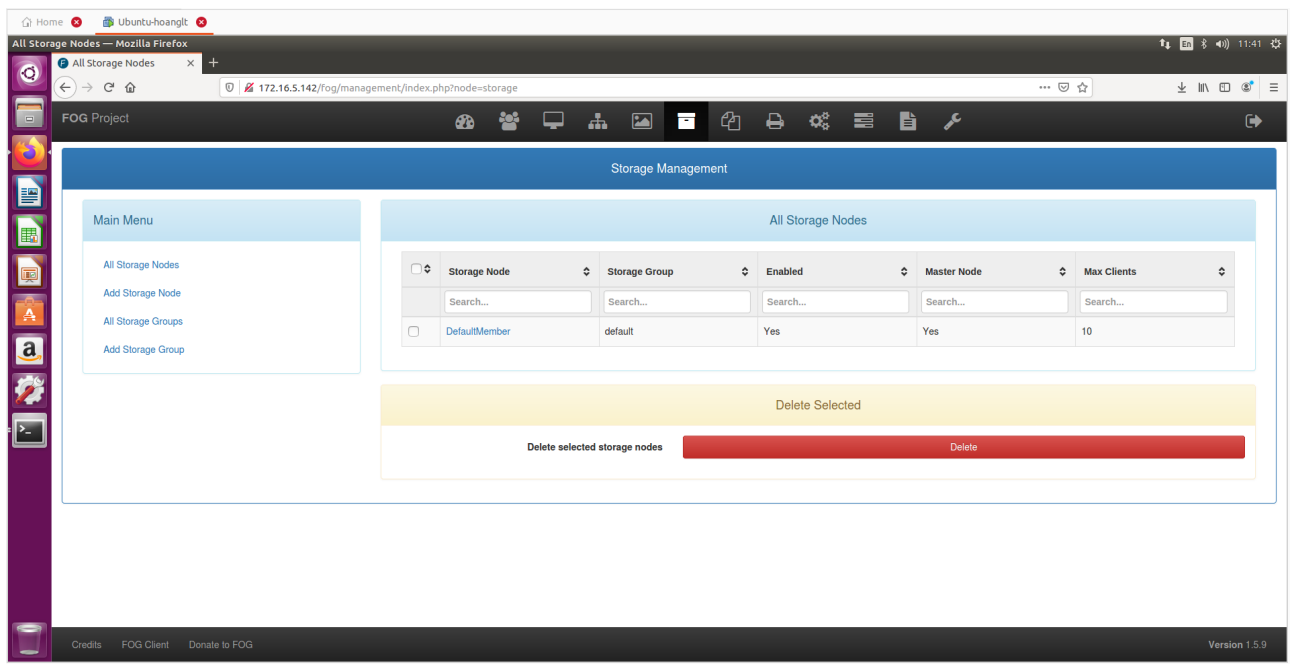 Home Ubuntu-hoanglt
All Storage Nodes — Mozilla Firefox En 11:41
All Storage Nodes
172.16.5.142/fog/management/index.php?node=storage
FOG Project
Storage Management
Main Menu
All Storage Nodes
Add Storage Node
All Storage Groups
Add Storage Group
All Storage Nodes
Storage Node Storage Group Enabled Master Node Max Clients
Search... Search... Search... Search... Search...
DefaultMember default Yes Yes 10
Delete Selected
Delete selected storage nodes Delete
Credits FOG Client Donate to FOG Version 1.5.9